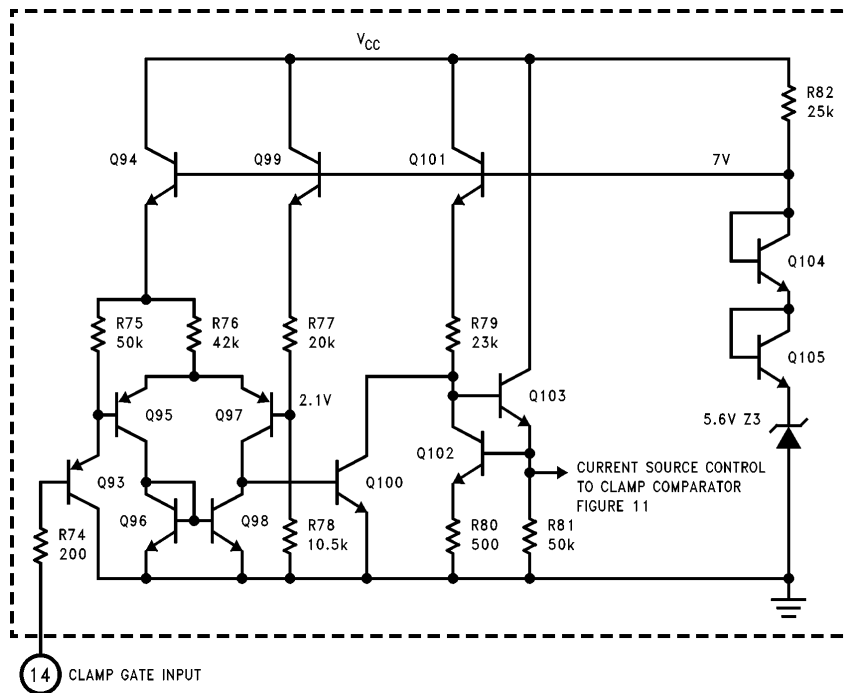 VCC
R82
25k
Q94
Q99
Q101
7V
Q104
R75
50k
R76
42k
R77
20k
R79
23k
Q105
Q95
Q97
2.1V
Q103
5.6V Z3
Q102
CURRENT SOURCE CONTROL
TO CLAMP COMPARATOR
FIGURE 11
Q93
Q100
Q96
Q98
R74
200
R78
10.5k
R80
500
R81
50k
14 CLAMP GATE INPUT